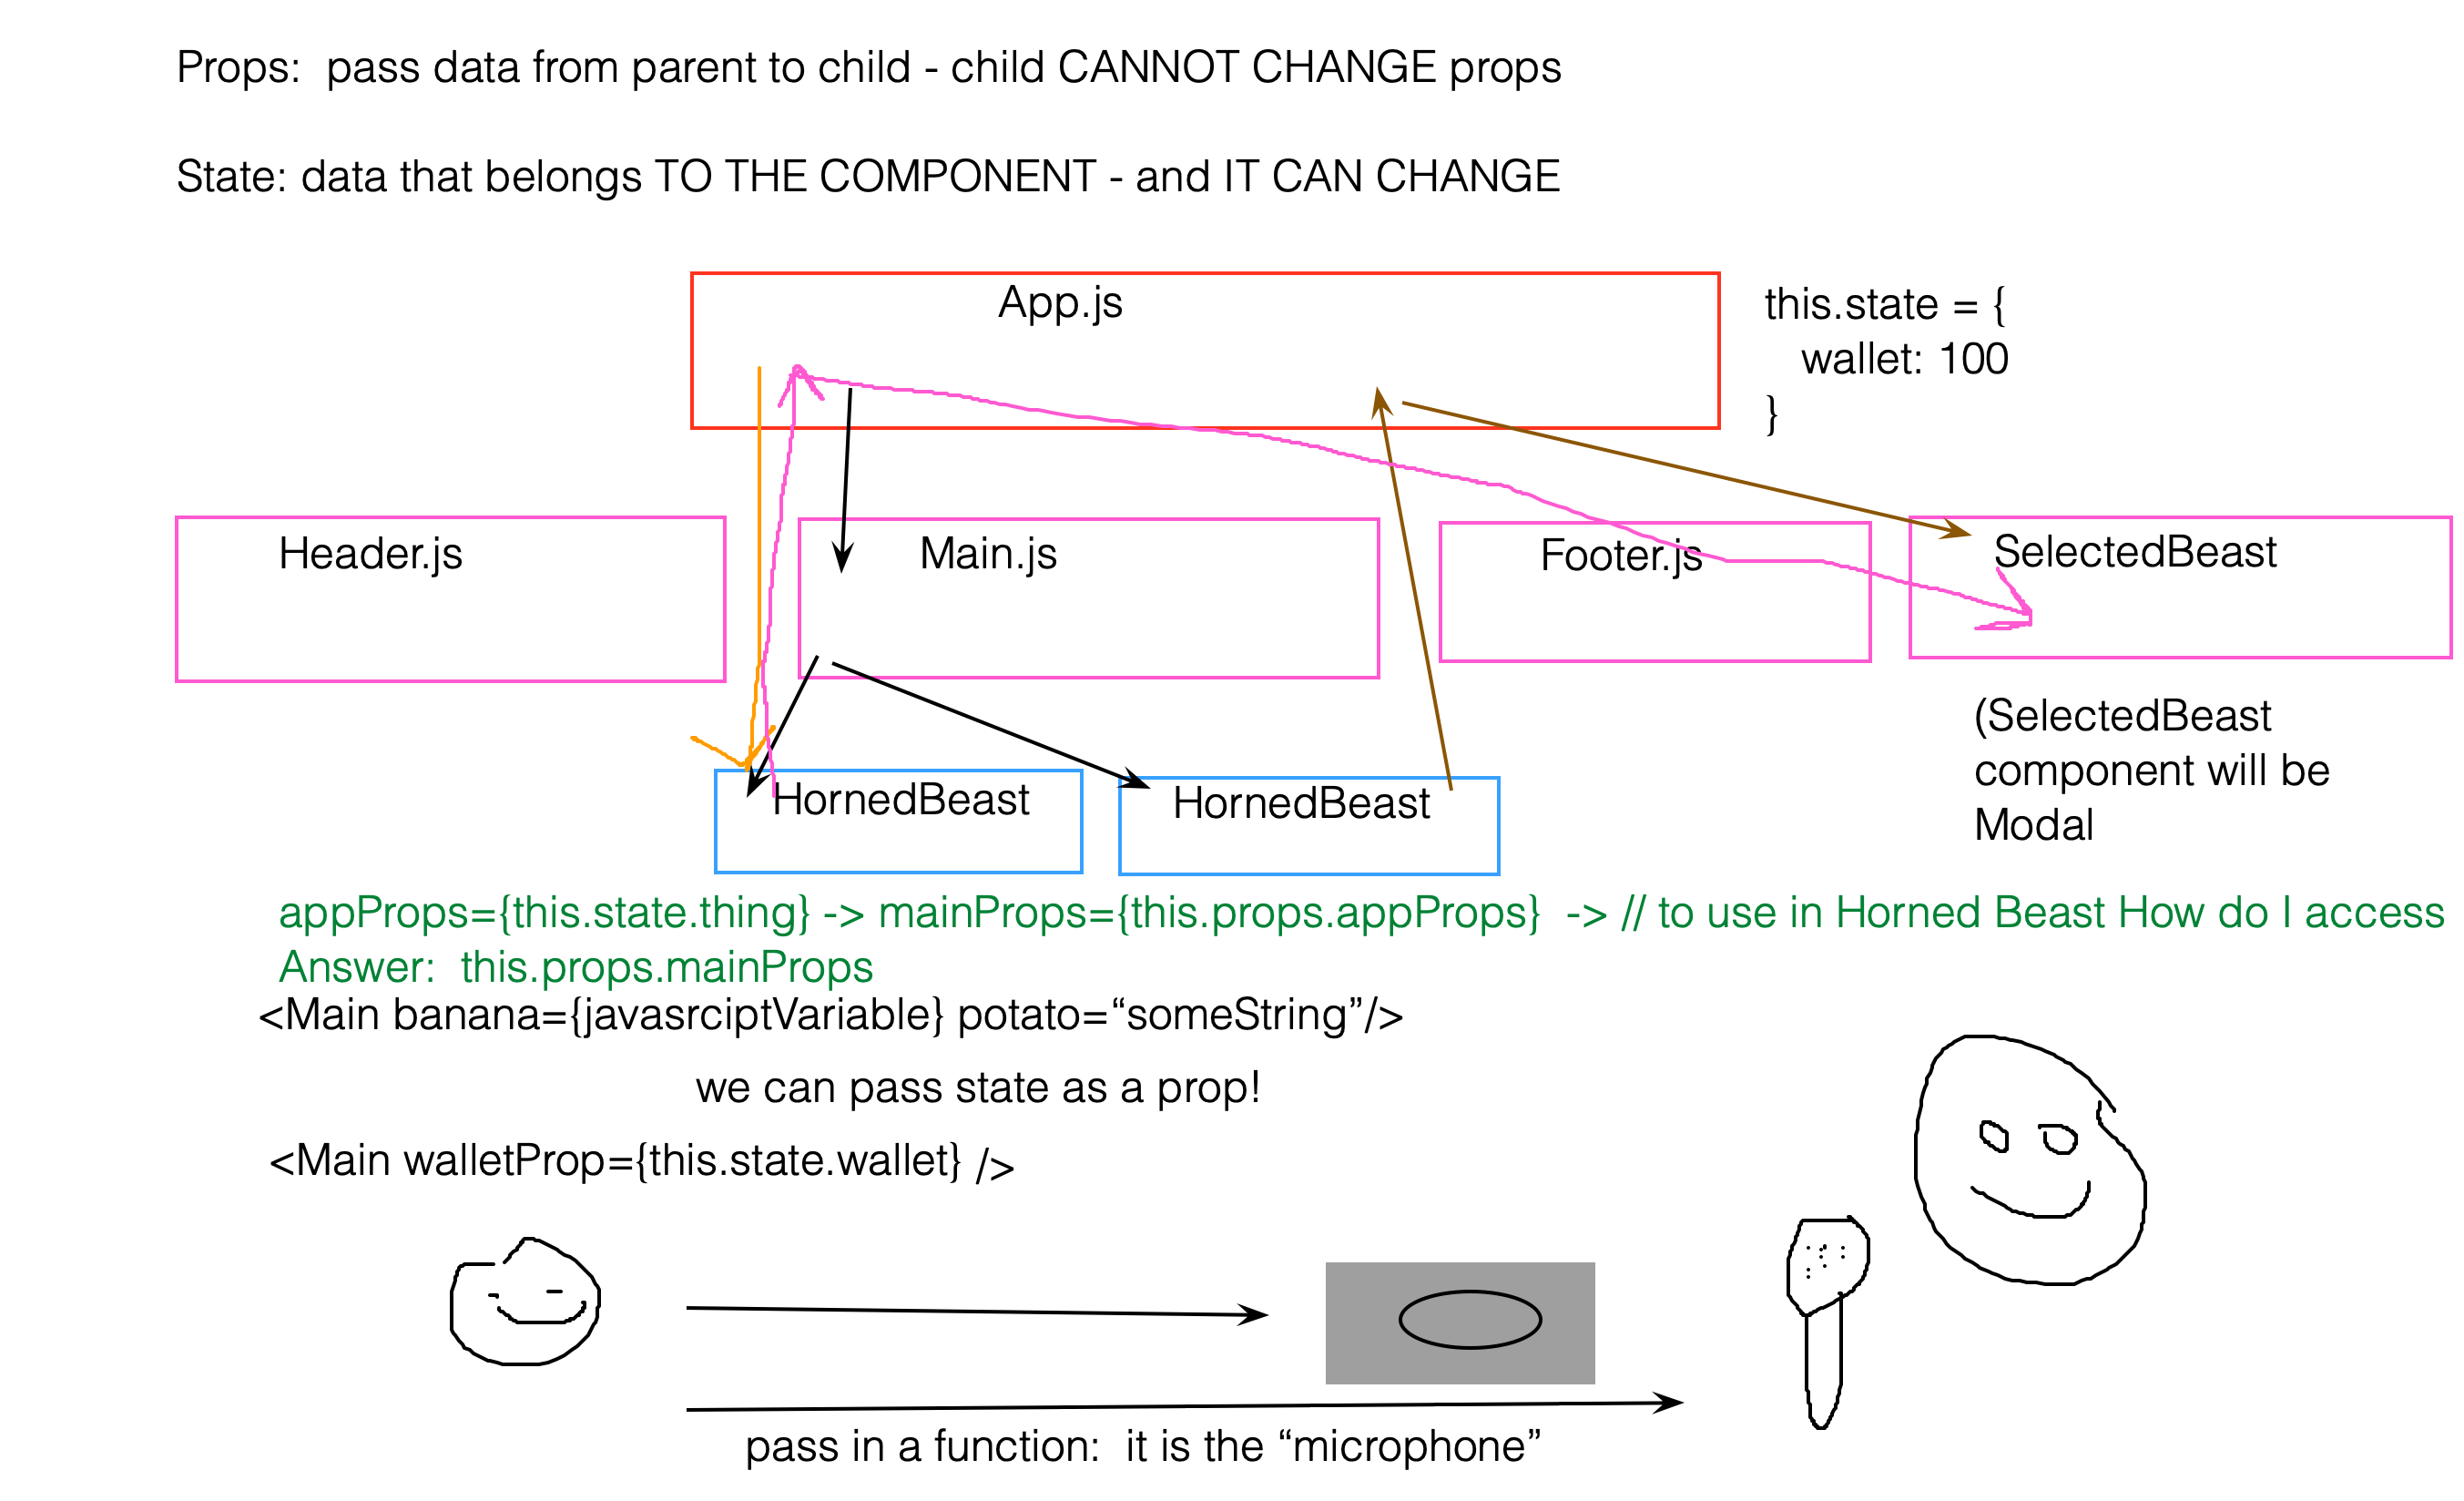 Props: pass data from parent to child - child CANNOT CHANGE props
State: data that belongs TO THE COMPONENT - and IT CAN CHANGE
App.js
this.state = {
wallet: 100
}
Header.js
Main.js
Footer.js
SelectedBeast
(SelectedBeast
component will be
Modal
HornedBeast
HornedBeast
appProps={this.state.thing} -> mainProps={this.props.appProps} -> // to use in Horned Beast How do I access
Answer: this.props.mainProps
<Main banana={javasrciptVariable} potato=“someString”/>
we can pass state as a prop!
<Main walletProp={this.state.wallet} />
pass in a function: it is the “microphone”